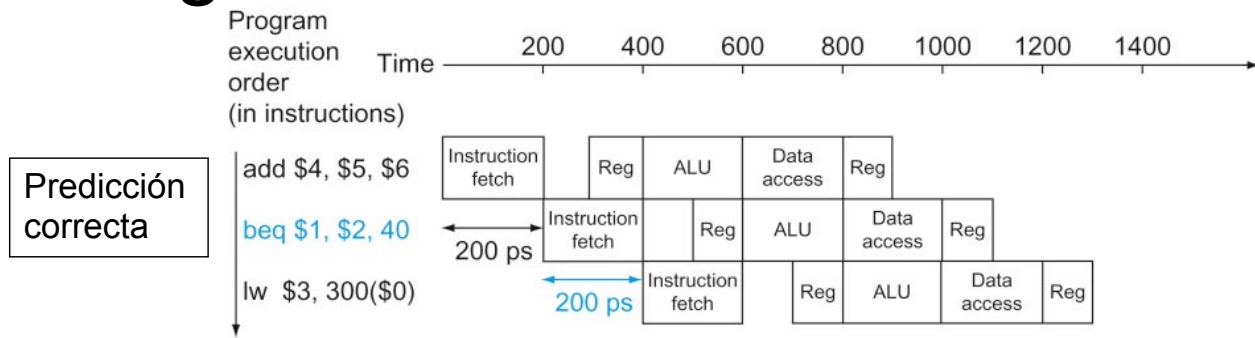 Program
execution
order
(in instructions)
Time
200 400 600 800 1000 1200 1400
Predicción
correcta
add $4, $5, $6
Instruction
fetch
Reg
ALU
Data
access
Reg
beq $1, $2, 40
200 ps
Instruction
fetch
Reg
ALU
Data
access
Reg
lw $3, 300($0)
200 ps
Instruction
fetch
Reg
ALU
Data
access
Reg